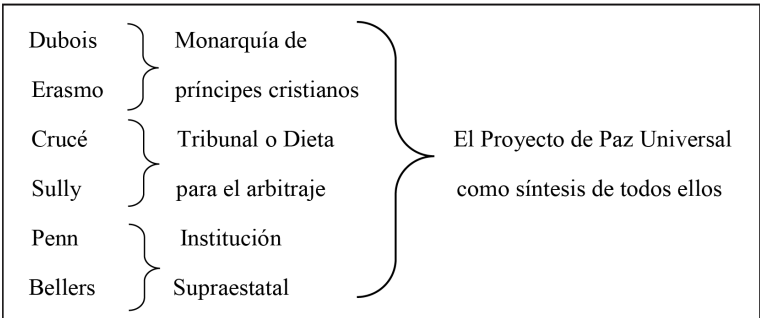 Dubois Monarquía de
Erasmo príncipes cristianos
Crucé Tribunal o Dieta El Proyecto de Paz Universal
Sully para el arbitraje como síntesis de todos ellos
Penn Institución
Bellers Supraestatal